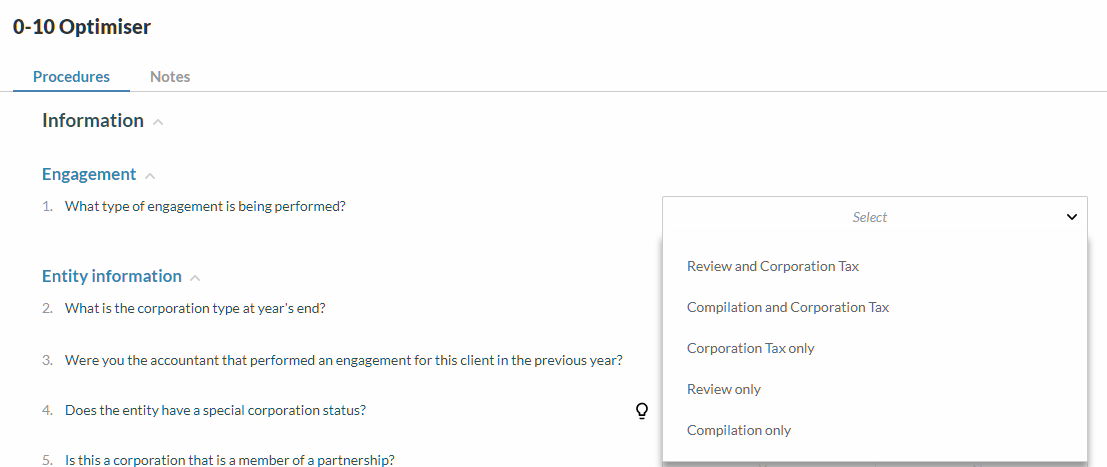 0-10 Optimiser
Procedures Notes
Information
Engagement
1. What type of engagement is being performed?
Select
Review and Corporation Tax
Entity information
Compilation and Corporation Tax
2. What is the corporation type at year's end?
Corporation Tax only
3. Were you the accountant that performed an engagement for this client in the previous year?
Review only
4. Does the entity have a special corporation status?
Compilation only
5. Is this a corporation that is a member of a partnership?